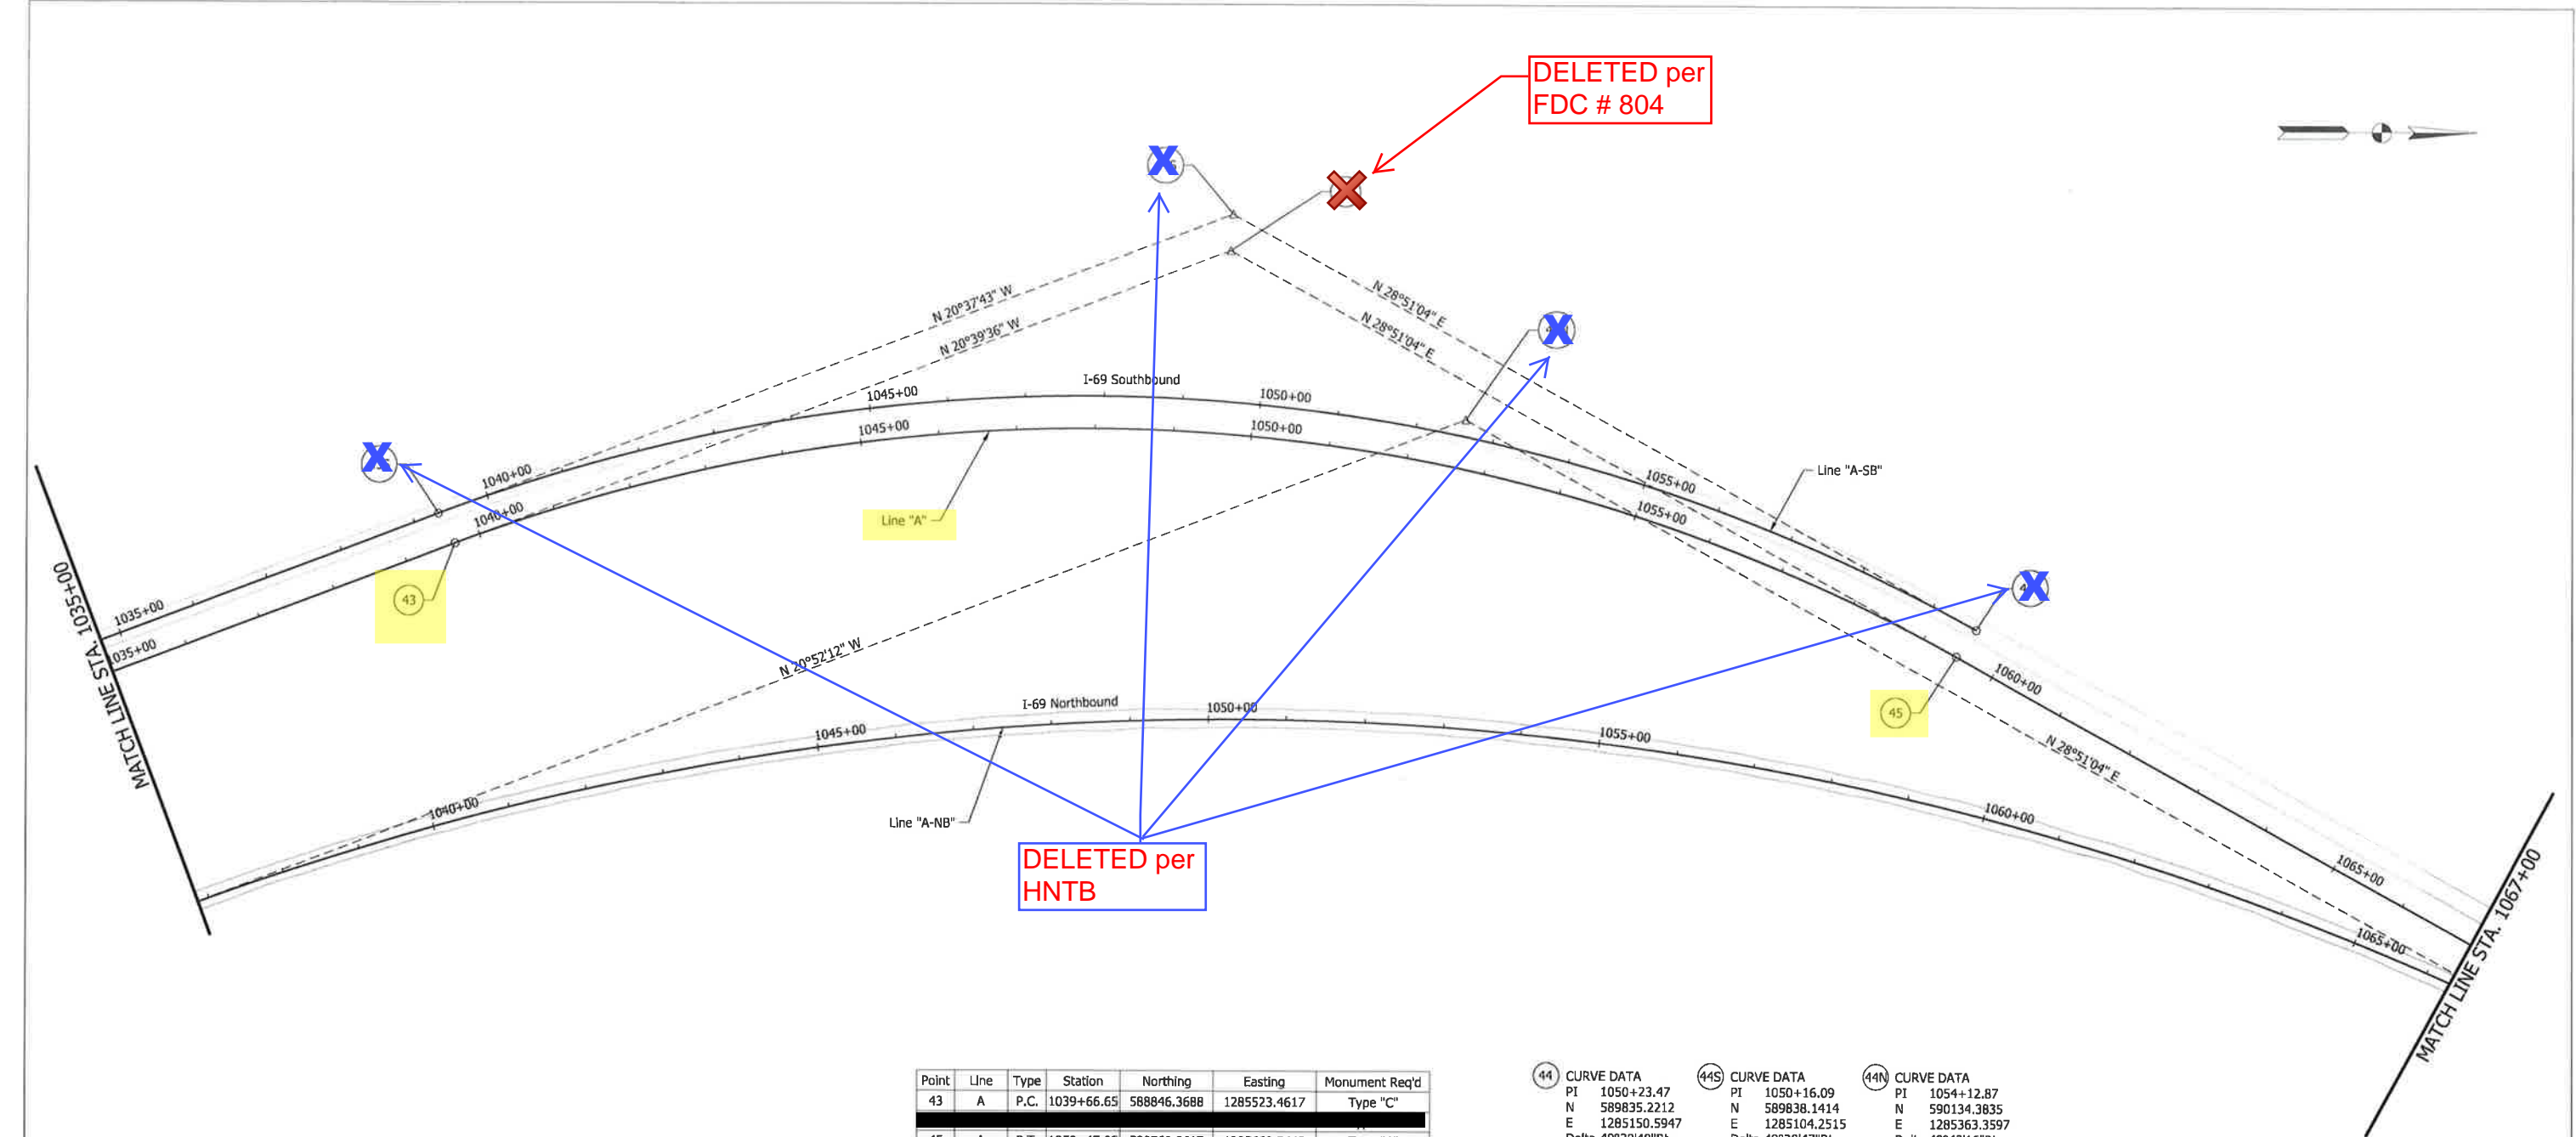 DELETED per
FDC # 804
N 20°37'43" W
N 20°39'36" W
N 28°51'04" E
N 28°51'04" E
I-69 Southbound
1045+00
1050+00
1045+00
1050+00
1040+00
1040+00
1055+00
1055+00
Line "A-SB"
Line "A"
43
MATCH LINE STA. 1035+00
1035+00
1035+00
N 20°52'12" W
1060+00
45
N 28°51'04" E
I-69 Northbound
1050+00
1045+00
1055+00
1040+00
1060+00
Line "A-NB"
DELETED per
HNTB
1065+00
1065+00
MATCH LINE STA. 1067+00
Point Line Type Station Northing Easting Monument Req'd
43 A P.C. 1039+66.65 588846.3688 1285523.4617 Type "C"
44 CURVE DATA
PI 1050+23.47
N 589835.2212
E 1285150.5947
44S CURVE DATA
PI 1050+16.09
N 589838.1414
E 1285104.2515
44N CURVE DATA
PI 1054+12.87
N 590134.3835
E 1285363.3597